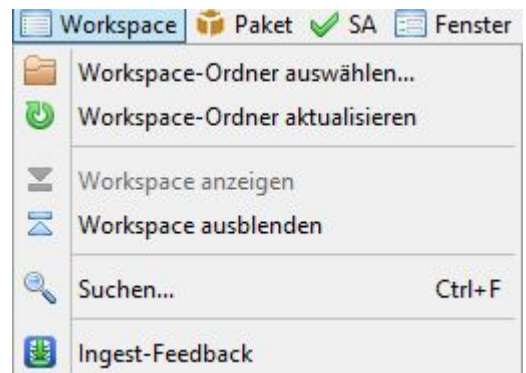 Workspace Paket SA Fenster
Workspace-Ordner auswählen...
Workspace-Ordner aktualisieren
Workspace anzeigen
Workspace ausblenden
Suchen... Ctrl+F
Ingest-Feedback